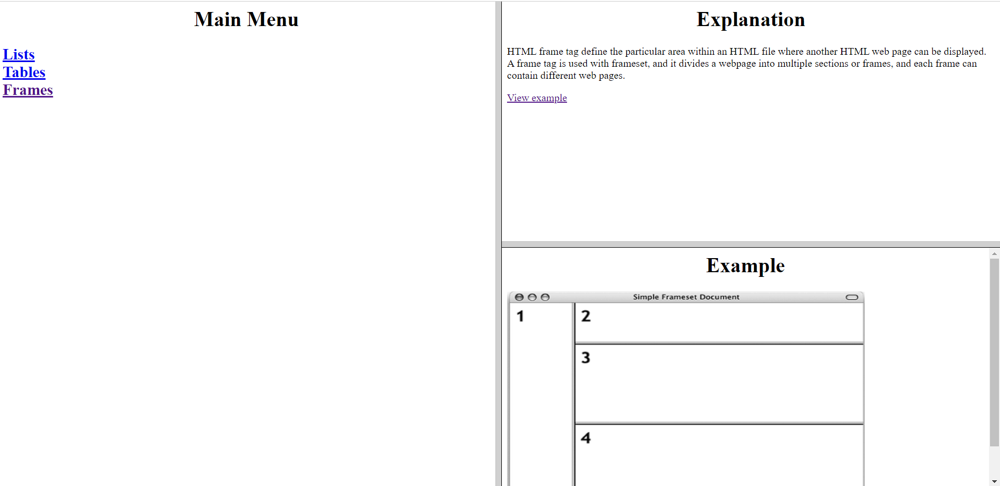 Main Menu
Lists
Tables
Frames
Explanation
HTML frame tag define the particular area within an HTML file where another HTML web page can be displayed.
A frame tag is used with frameset, and it divides a webpage into multiple sections or frames, and each frame can
contain different web pages.
View example
Example
Simple Frameset Document
1
2
3
4